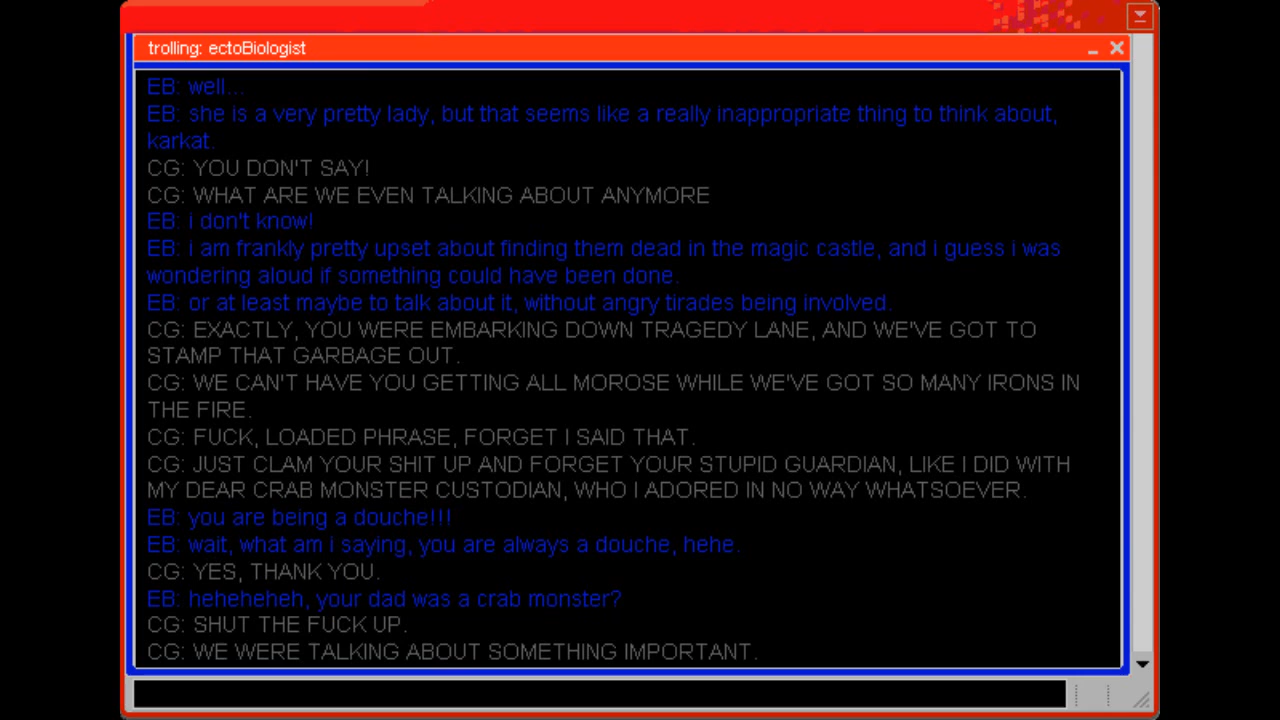 trolling: ectoBiologist
EB: well...
EB: she is a very pretty lady, but that seems like a really inappropriate thing to think about,
karkat.
CG: YOU DON'T SAY!
CG: WHAT ARE WE EVEN TALKING ABOUT ANYMORE
EB: i don't know!
EB: i am frankly pretty upset about finding them dead in the magic castle, and i guess i was
wondering aloud if something could have been done.
EB: or at least maybe to talk about it, without angry tirades being involved.
CG: EXACTLY, YOU WERE EMBARKING DOWN TRAGEDY LANE, AND WE'VE GOT TO
STAMP THAT GARBAGE OUT.
CG: WE CAN'T HAVE YOU GETTING ALL MOROSE WHILE WE'VE GOT SO MANY IRONS IN
THE FIRE.
CG: FUCK, LOADED PHRASE, FORGET I SAID THAT.
CG: JUST CLAM YOUR SHIT UP AND FORGET YOUR STUPID GUARDIAN, LIKE I DID WITH
MY DEAR CRAB MONSTER CUSTODIAN, WHO I ADORED IN NO WAY WHATSOEVER.
EB: you are being a douche!!!
EB: wait, what am i saying, you are always a douche, hehe.
CG: YES, THANK YOU.
EB: heheheheh, your dad was a crab monster?
CG: SHUT THE FUCK UP.
CG: WE WERE TALKING ABOUT SOMETHING IMPORTANT.